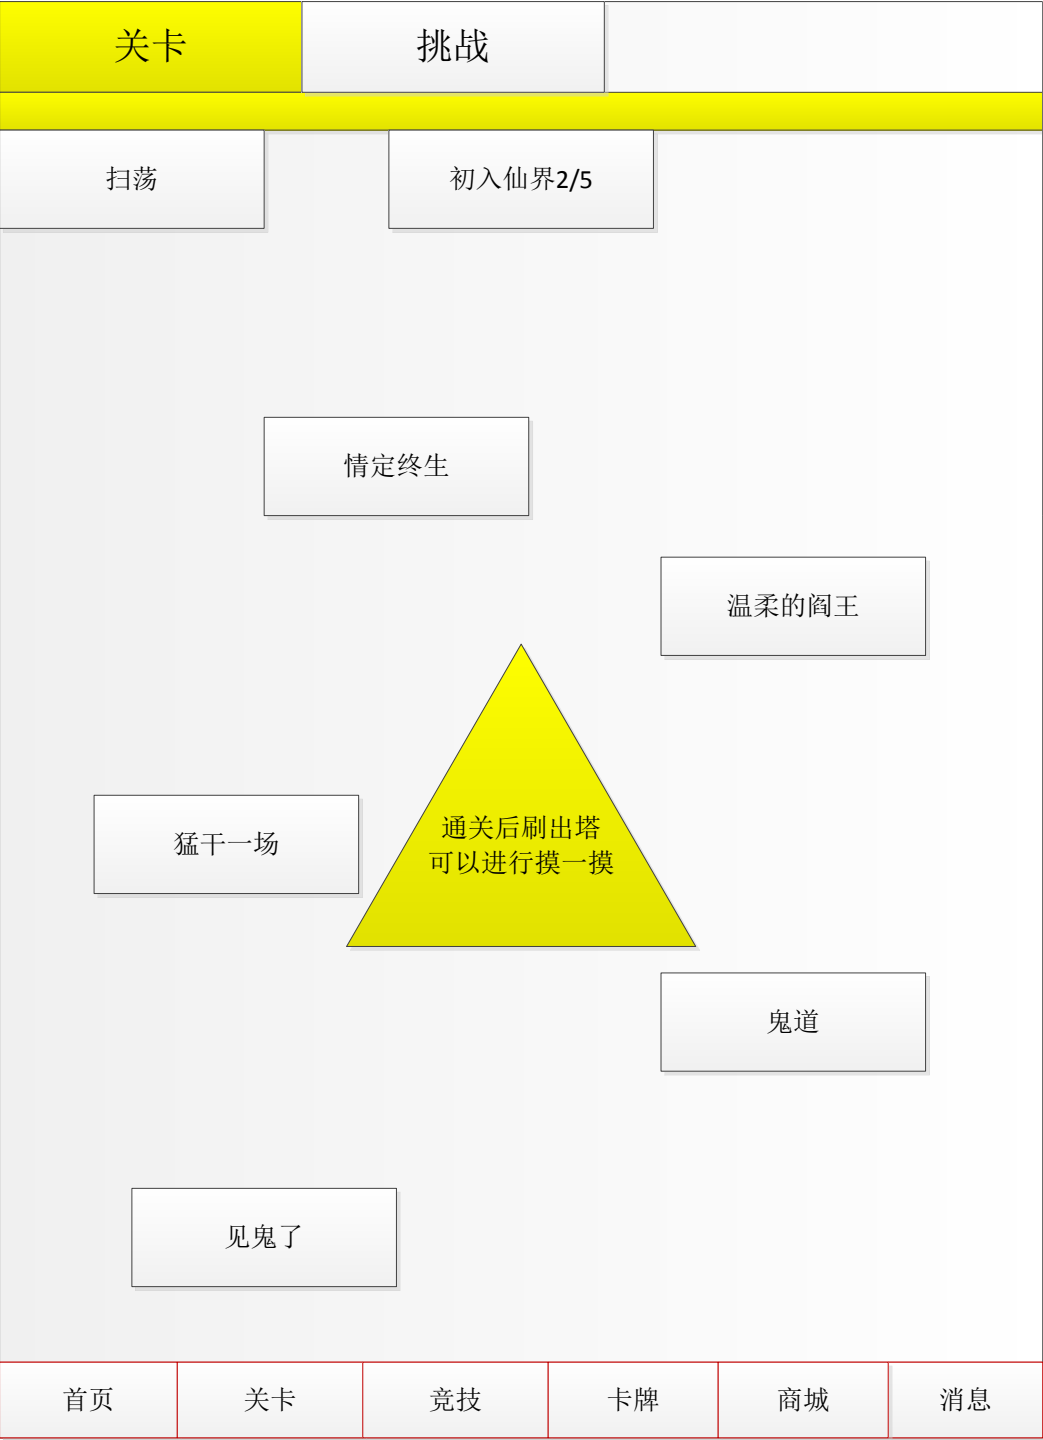 关卡
挑战
扫荡
初入仙界2/5
情定终生
温柔的阎王
通关后刷出塔
可以进行摸一摸
猛干一场
鬼道
见鬼了
首页
关卡
竞技
卡牌
商城
消息